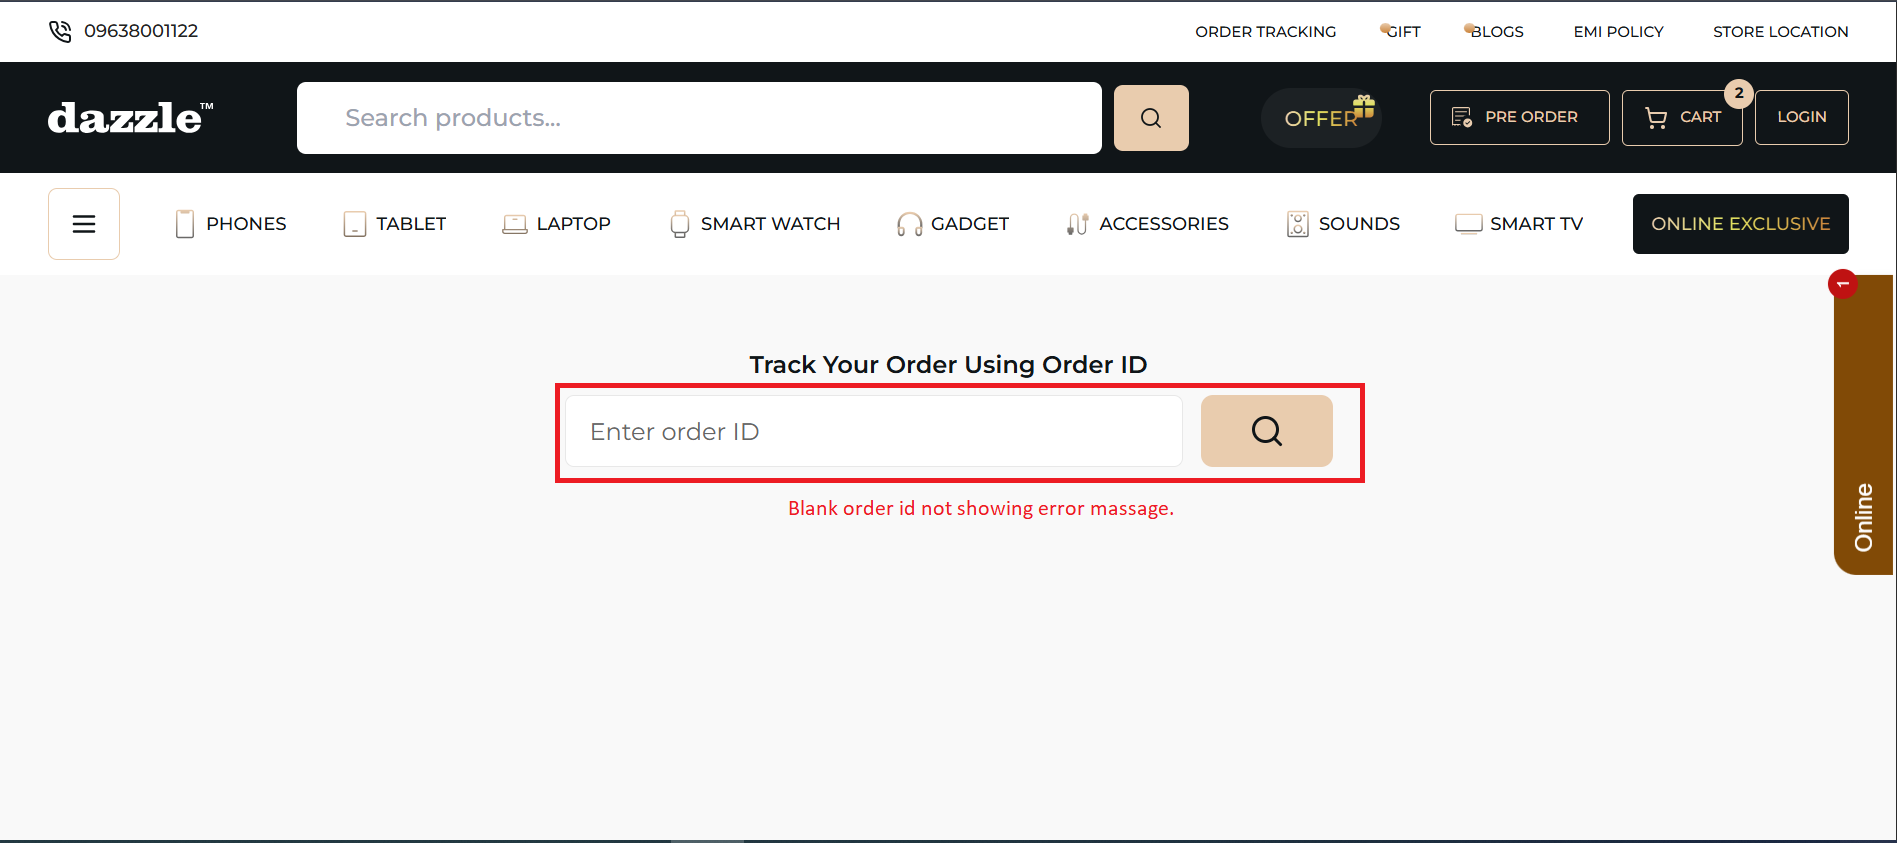 09638001122
ORDER TRACKING GIFT BLOGS EMI POLICY STORE LOCATION
dazzle™ Search products... OFFER PRE ORDER CART 2 LOGIN
PHONES TABLET LAPTOP SMART WATCH GADGET ACCESSORIES SOUNDS SMART TV ONLINE EXCLUSIVE
1
Online
Track Your Order Using Order ID
Enter order ID
Blank order id not showing error massage.